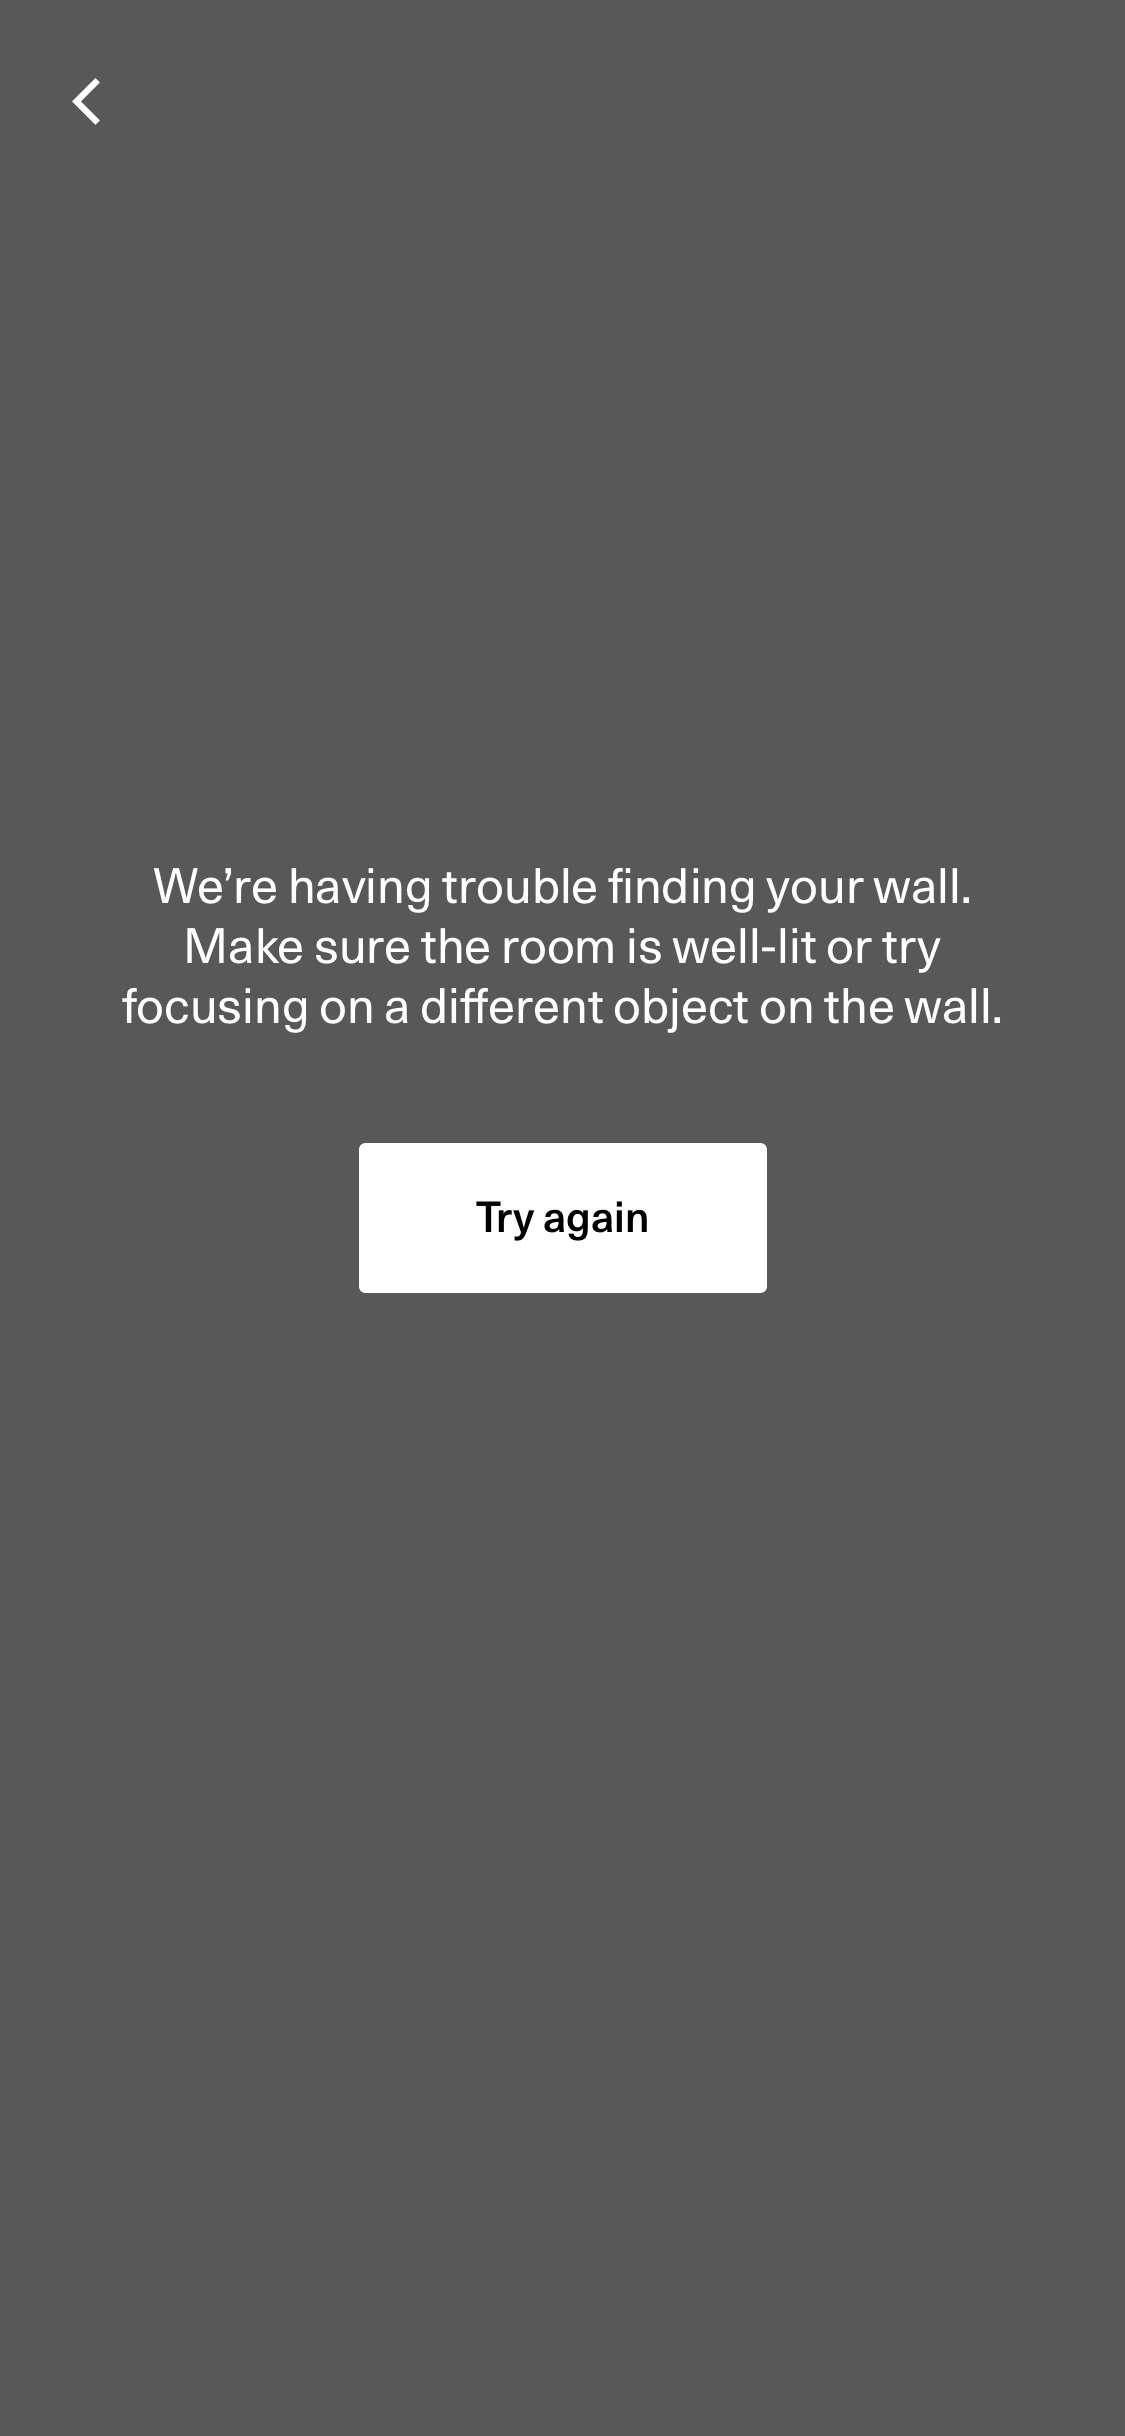 We’re having trouble finding your wall.
Make sure the room is well-lit or try
focusing on a different object on the wall.
Try again